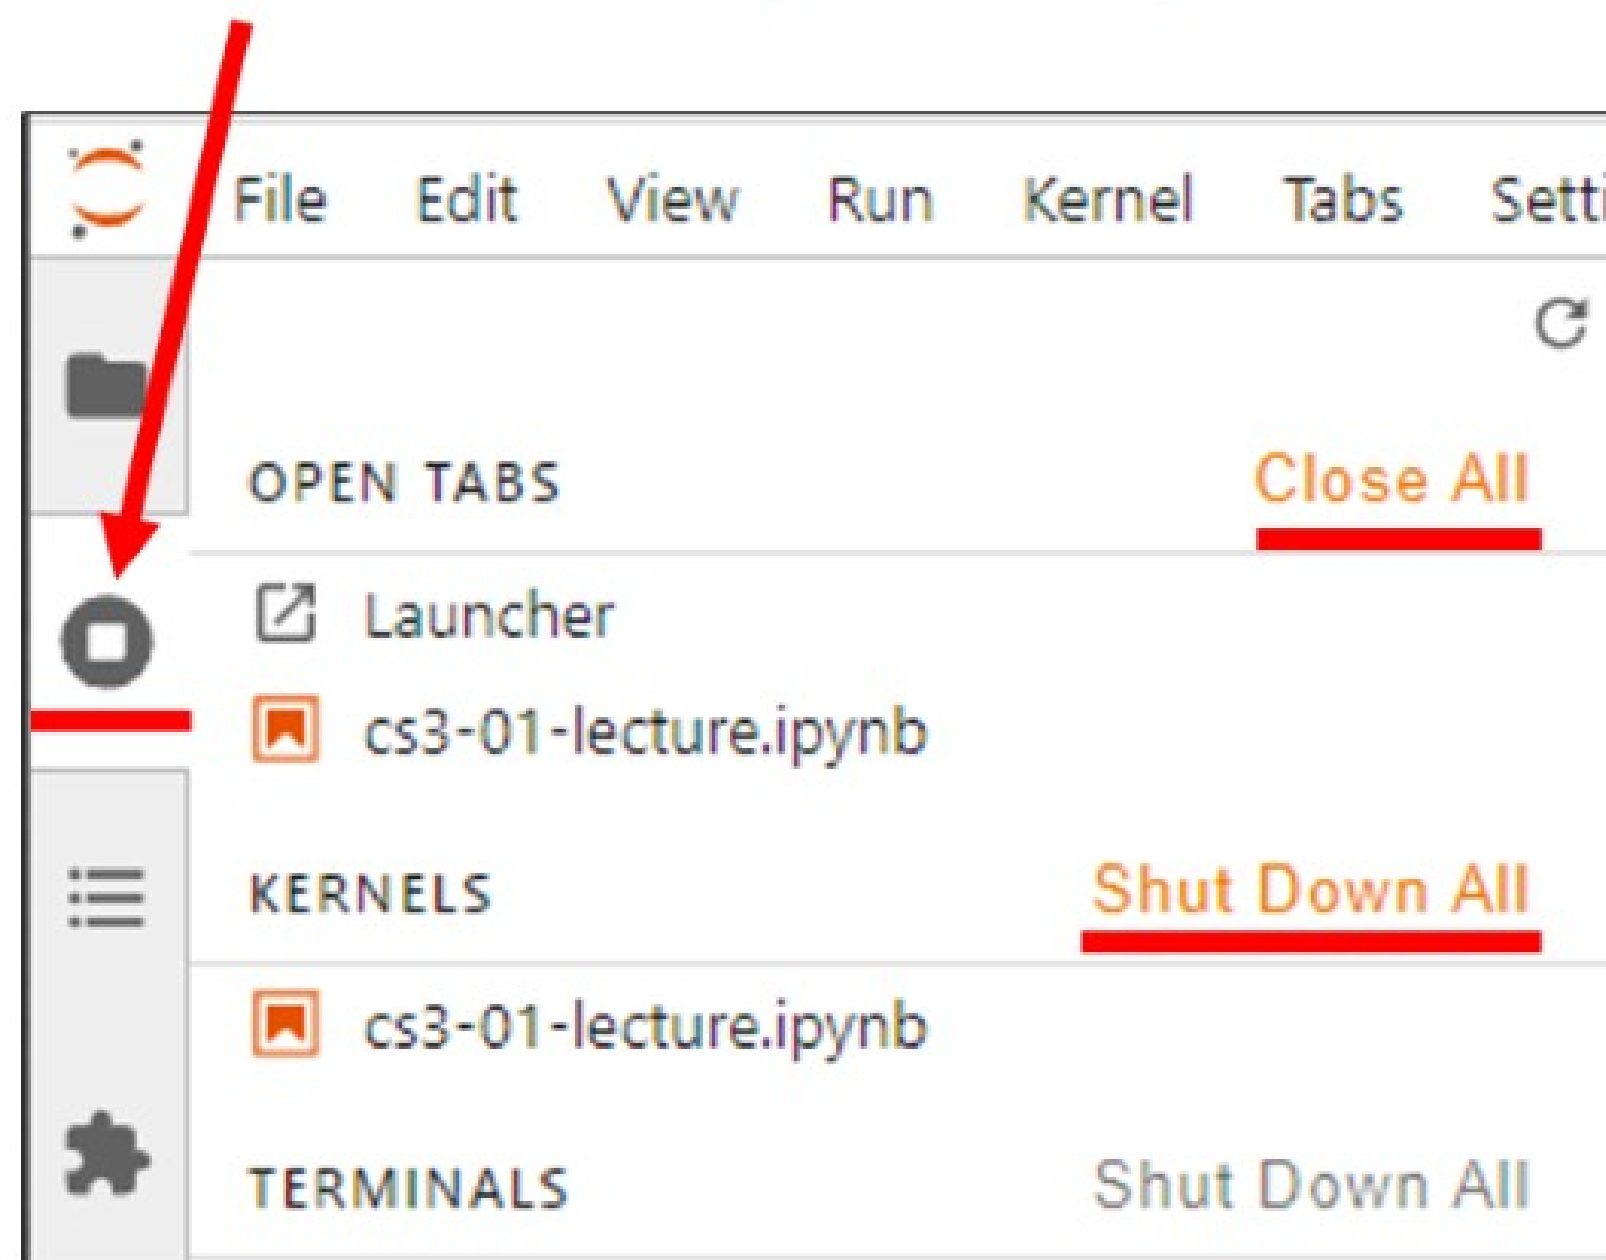 File Edit View Run Kernel Tabs Setti
OPEN TABS Close All
Launcher
cs3-01-lecture.ipynb
KERNELS Shut Down All
cs3-01-lecture.ipynb
TERMINALS Shut Down All